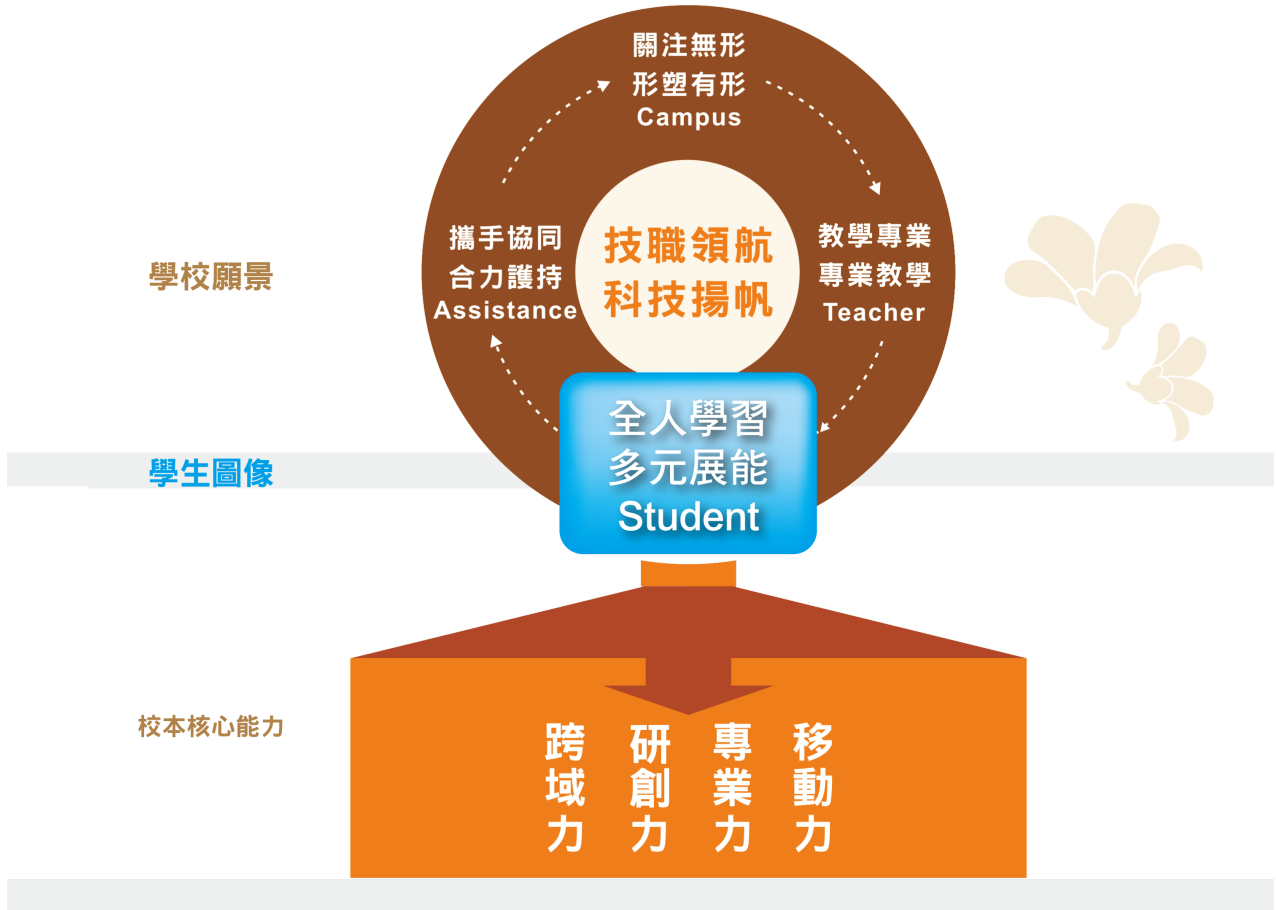 關注無形
形塑有形
Campus
攜手協同
合力護持
Assistance
技職領航
科技揚帆
教學專業
專業教學
Teacher
學校願景
全人學習
多元展能
Student
學生圖像
校本核心能力
跨域力
研創力
專業力
移動力